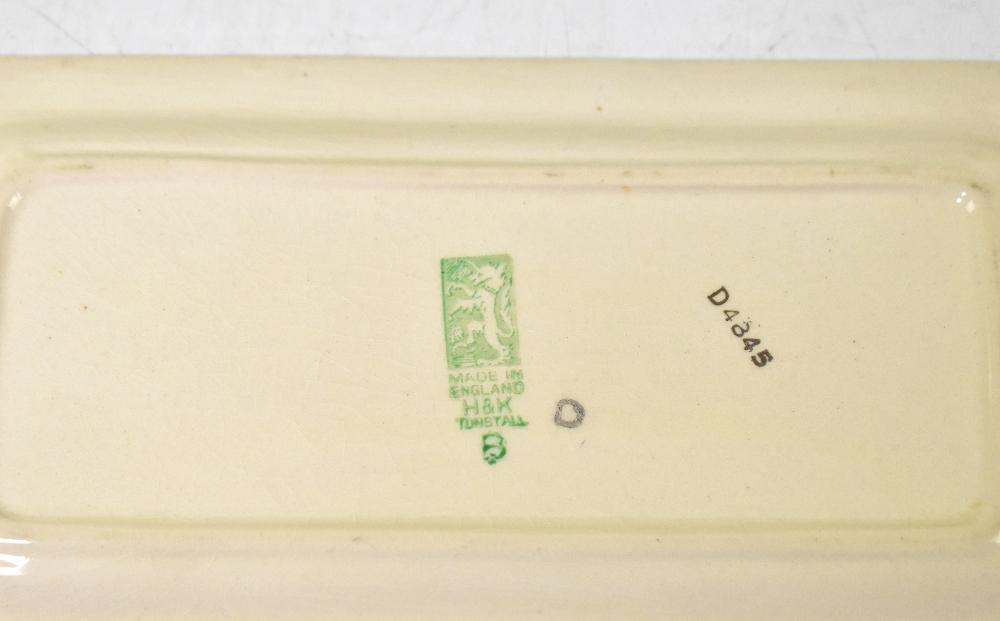 MADE IN
ENGLAND
H&K
TUNSTALL
B
O
D4845